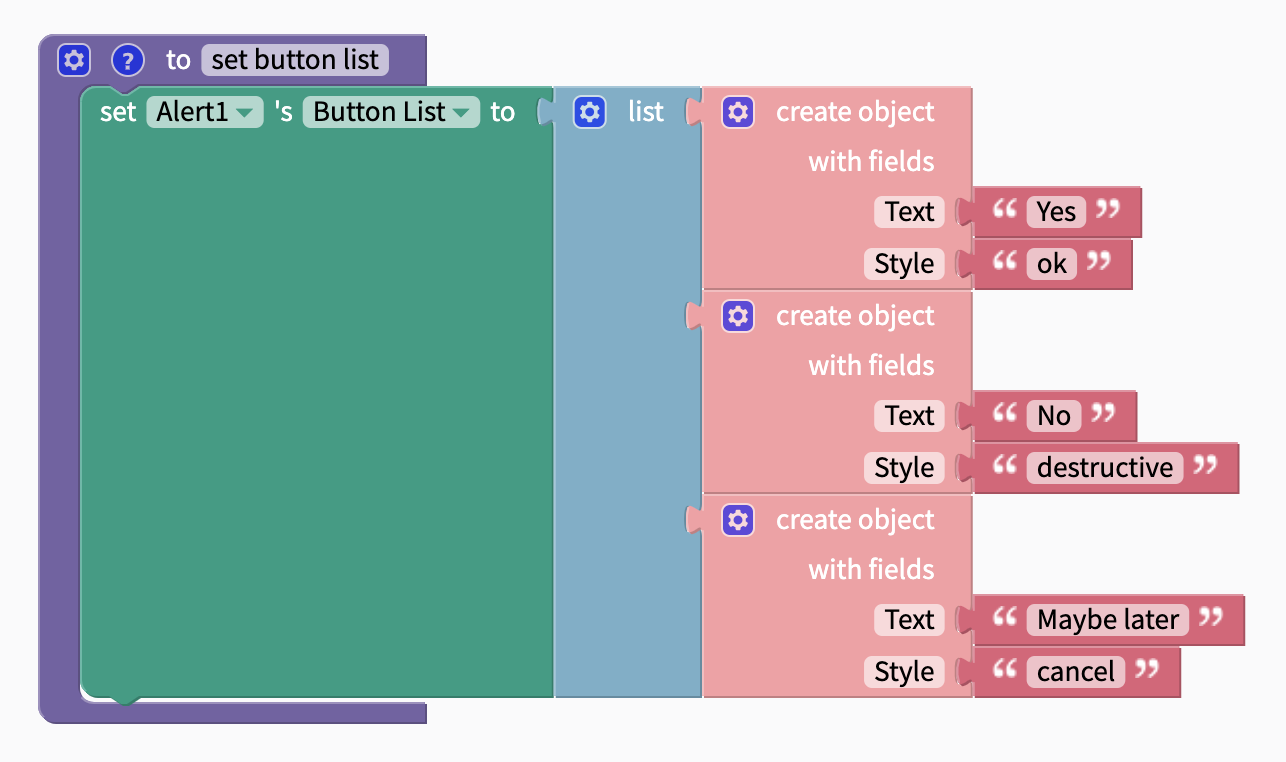 ? to set button list
set Alert1 's Button List to list create object
with fields
Text “ Yes ”
Style “ ok ”
create object
with fields
Text “ No ”
Style “ destructive ”
create object
with fields
Text “ Maybe later ”
Style “ cancel ”